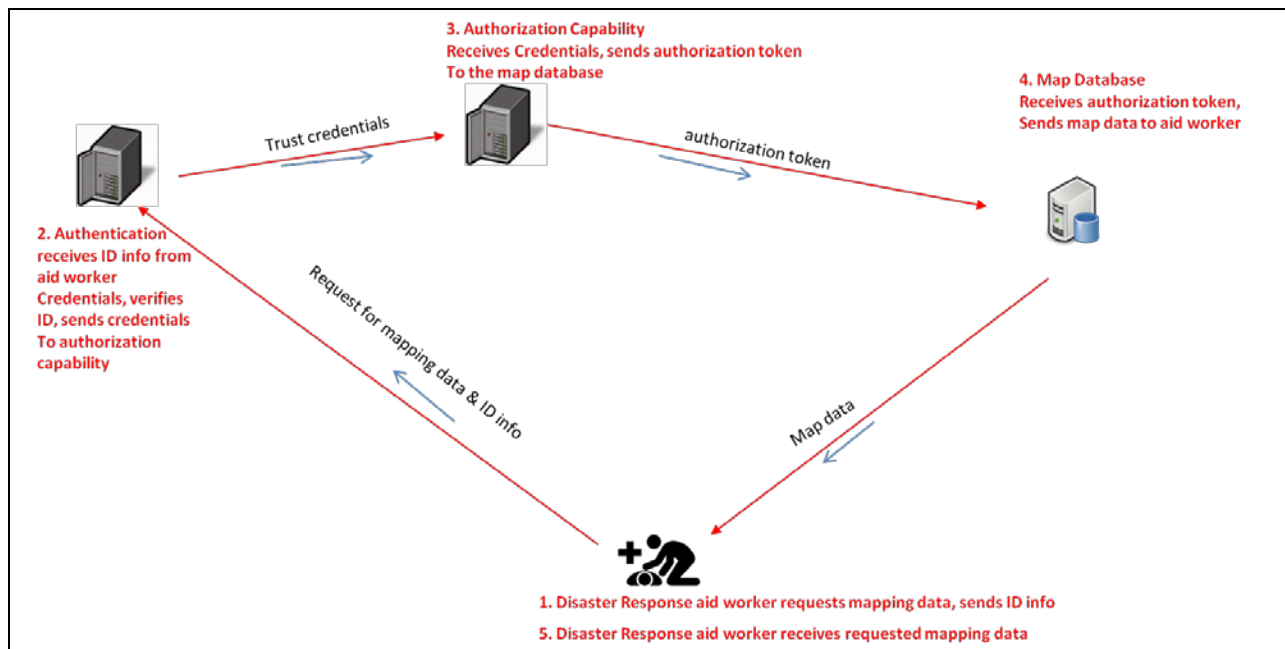 3. Authorization Capability
Receives Credentials, sends authorization token
To the map database
4. Map Database
Receives authorization token,
Sends map data to aid worker
Trust credentials
authorization token
2. Authentication
receives ID info from
aid worker
Credentials, verifies
ID, sends credentials
To authorization
capability
Request for mapping data & ID info
Map data
1. Disaster Response aid worker requests mapping data, sends ID info
5. Disaster Response aid worker receives requested mapping data